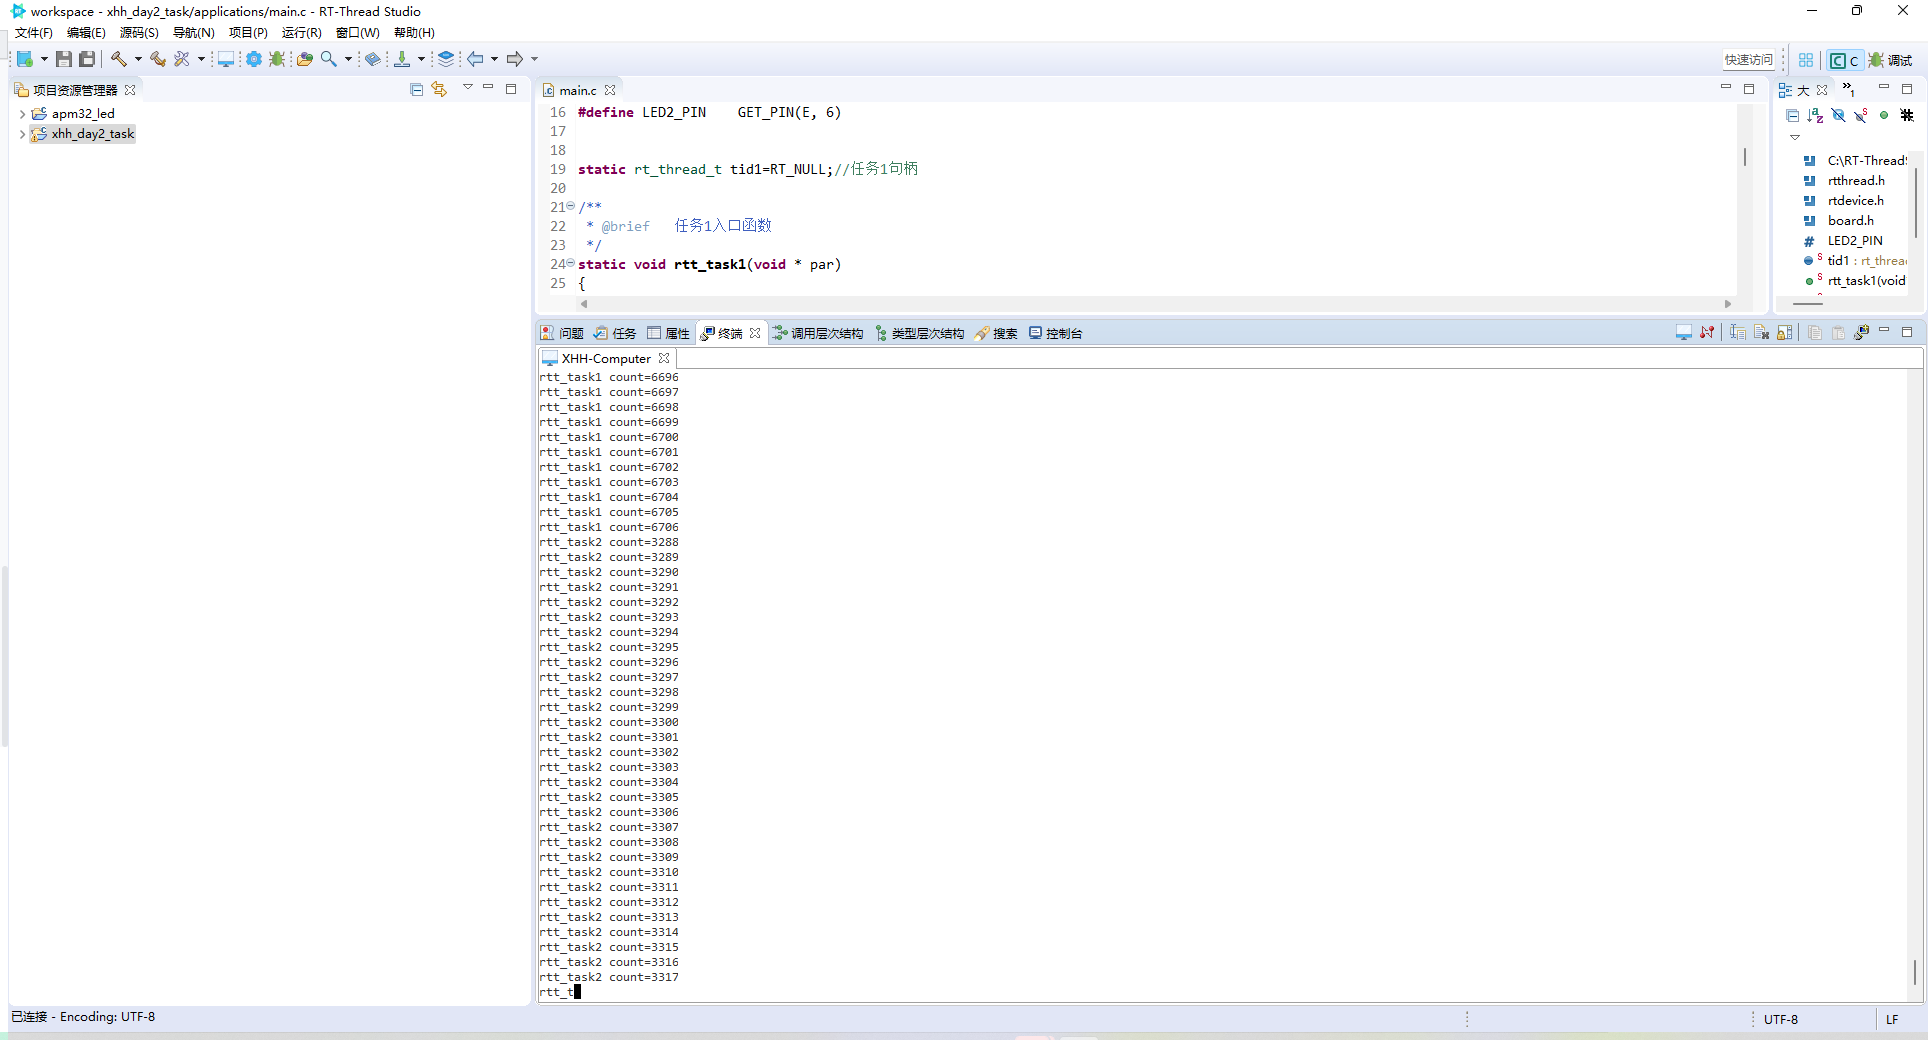 workspace - xhh_day2_task/applications/main.c - RT-Thread Studio
文件(F) 编辑(E) 源码(S) 导航(N) 项目(P) 运行(R) 窗口(W) 帮助(H)
快速访问
C
调试
项目资源管理器
apm32_led
xhh_day2_task
main.c
16 #define LED2_PIN    GET_PIN(E, 6)
17
18
19 static rt_thread_t tid1=RT_NULL;//任务1句柄
20
21 /**
22  * @brief   任务1入口函数
23  */
24 static void rtt_task1(void * par)
25 {
大
1
C:\RT-ThreadS
rtthread.h
rtdevice.h
board.h
LED2_PIN
tid1 : rt_threa
rtt_task1(void
问题 任务 属性 终端 调用层次结构 类型层次结构 搜索 控制台
XHH-Computer
rtt_task1 count=6696
rtt_task1 count=6697
rtt_task1 count=6698
rtt_task1 count=6699
rtt_task1 count=6700
rtt_task1 count=6701
rtt_task1 count=6702
rtt_task1 count=6703
rtt_task1 count=6704
rtt_task1 count=6705
rtt_task1 count=6706
rtt_task2 count=3288
rtt_task2 count=3289
rtt_task2 count=3290
rtt_task2 count=3291
rtt_task2 count=3292
rtt_task2 count=3293
rtt_task2 count=3294
rtt_task2 count=3295
rtt_task2 count=3296
rtt_task2 count=3297
rtt_task2 count=3298
rtt_task2 count=3299
rtt_task2 count=3300
rtt_task2 count=3301
rtt_task2 count=3302
rtt_task2 count=3303
rtt_task2 count=3304
rtt_task2 count=3305
rtt_task2 count=3306
rtt_task2 count=3307
rtt_task2 count=3308
rtt_task2 count=3309
rtt_task2 count=3310
rtt_task2 count=3311
rtt_task2 count=3312
rtt_task2 count=3313
rtt_task2 count=3314
rtt_task2 count=3315
rtt_task2 count=3316
rtt_task2 count=3317
rtt_t
已连接 - Encoding: UTF-8
UTF-8
LF